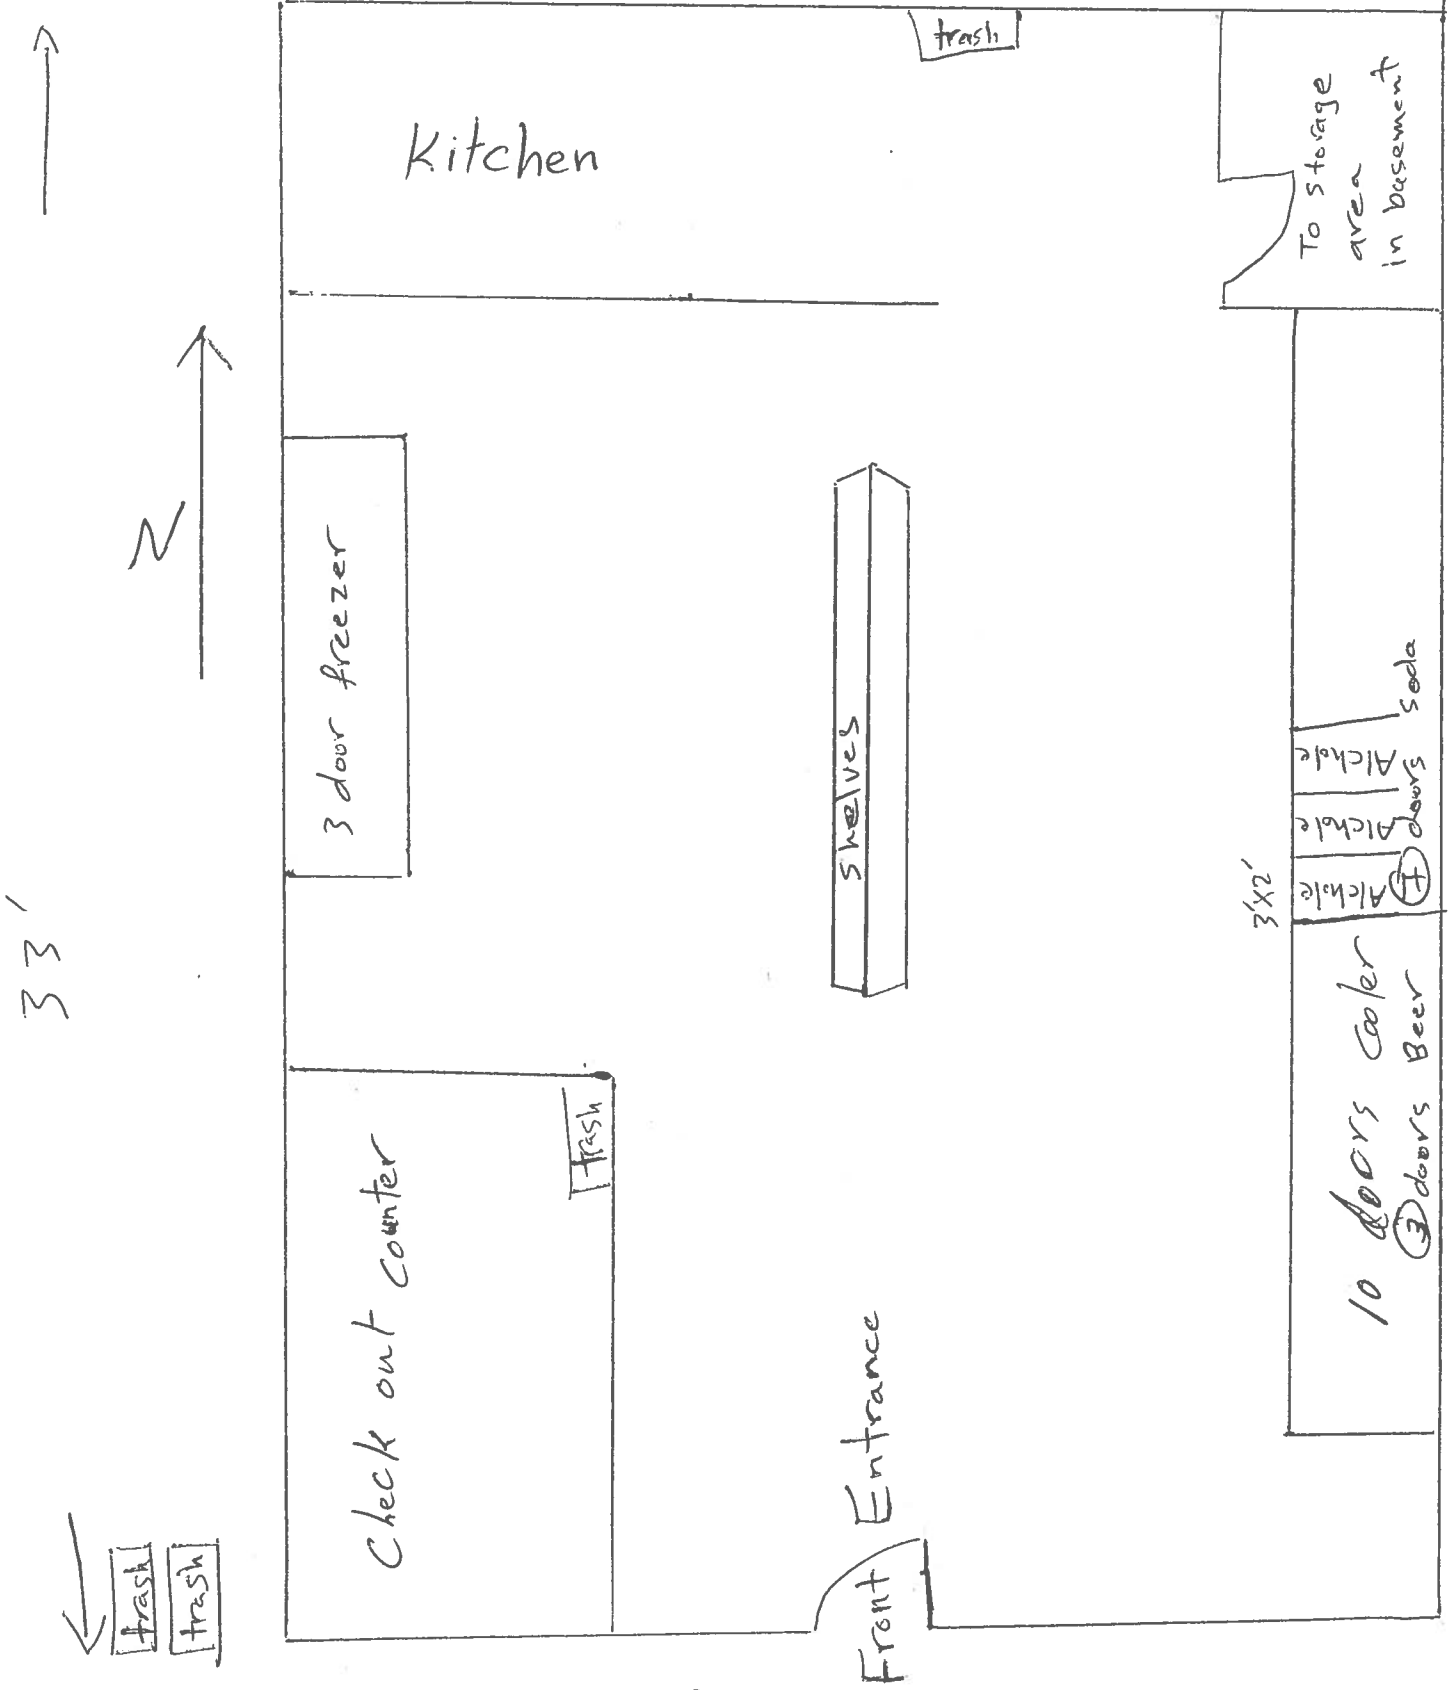 33'
N
trash
trash
Kitchen
trash
To storage
area
in basement
3 door freezer
shelves
Check out
counter
trash
Front Entrance
3'X2'
Alchole
Alchole
Alchole
10 doors cooler
3 doors Beer
7 doors soda